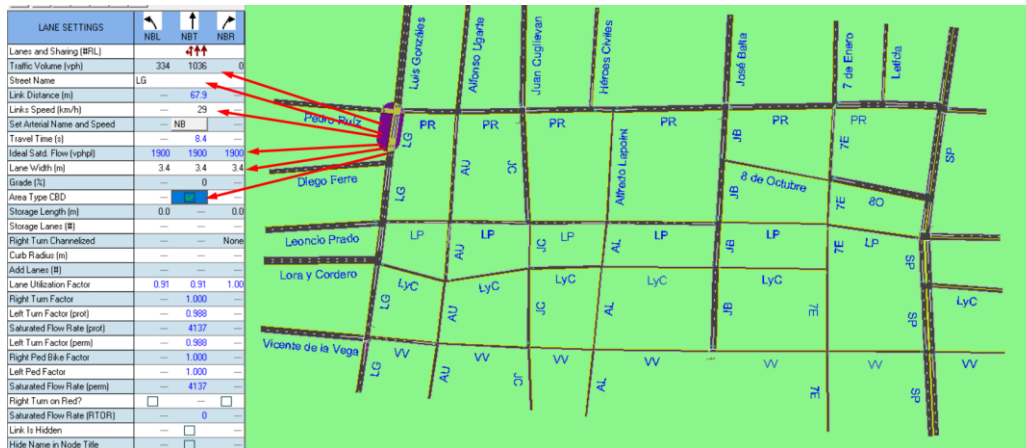 LANE SETTINGS NBL NBT NBR
Lanes and Sharing (#RL)
Traffic Volume (vph) 334 1036 0
Street Name LG
Link Distance (m) — 67.9 —
Links Speed (km/h) — 29 —
Set Arterial Name and Speed — NB —
Travel Time (s) — 8.4 —
Ideal Satd. Flow (vphpl) 1900 1900 1900
Lane Width (m) 3.4 3.4 3.4
Grade (%) — 0 —
Area Type CBD — —
Storage Length (m) 0.0 — 0.0
Storage Lanes (#) — — —
Right Turn Channelized — — None
Curb Radius (m) — — —
Add Lanes (#) — — —
Lane Utilization Factor 0.91 0.91 1.00
Right Turn Factor — 1.000 —
Left Turn Factor (prot) — 0.988 —
Saturated Flow Rate (prot) — 4137 —
Left Turn Factor (perm) — 0.988 —
Right Ped Bike Factor — 1.000 —
Left Ped Factor — 1.000 —
Saturated Flow Rate (perm) — 4137 —
Right Turn on Red? —
Saturated Flow Rate (RTOR) — 0 —
Link Is Hidden — —
Hide Name in Node Title — —
Luis Gonzáles
Alfonso Ugarte
Juan Cuglievan
Héroes Civiles
José Balta
7 de Enero
Leticia
Pedro Ruíz
PR PR PR PR PR PR
LG
AU
JC
Alfredo Lapoint
JB
7E
SP
Diego Ferre
8 de Octubre
8O
LG
AU
JB
7E
Leoncio Prado
LP LP LP LP LP LP
Lora y Cordero
LG
AU
JC
AL
JB
7E
SP
LyC LyC LyC LyC LyC LyC
Vicente de la Vega
LG
AU
JC
AL
JB
7E
SP
VV VV VV VV VV VV
LG
AU
JC
AL
7E
SP